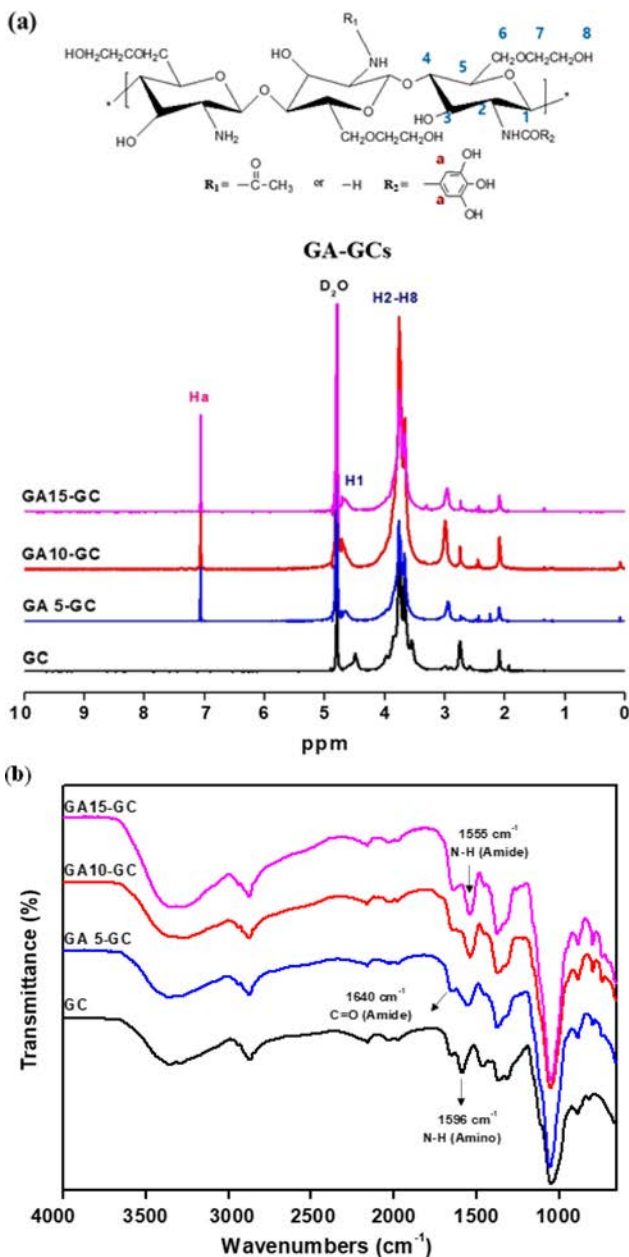 (a)
R₁
6 7 8
HOH₂CH₂COH₂C
HO
NH
O
4
5
CH₂OCH₂CH₂OH
O
O
O
*
*
HO
NH₂
O
O
CH₂OCH₂CH₂OH
HO
3
2
1
NHCOR₂
R₁ = O C-CH₃ or -H R₂ = a a OH OH OH
GA-GCs
D₂O
H2-H8
Ha
H1
GA15-GC
GA10-GC
GA 5-GC
GC
10 9 8 7 6 5 4 3 2 1 0
ppm
(b)
GA15-GC
1555 cm⁻¹
N-H (Amide)
GA10-GC
GA 5-GC
1640 cm⁻¹
C=O (Amide)
GC
1596 cm⁻¹
N-H (Amino)
Transmittance (%)
4000 3500 3000 2500 2000 1500 1000
Wavenumbers (cm⁻¹)